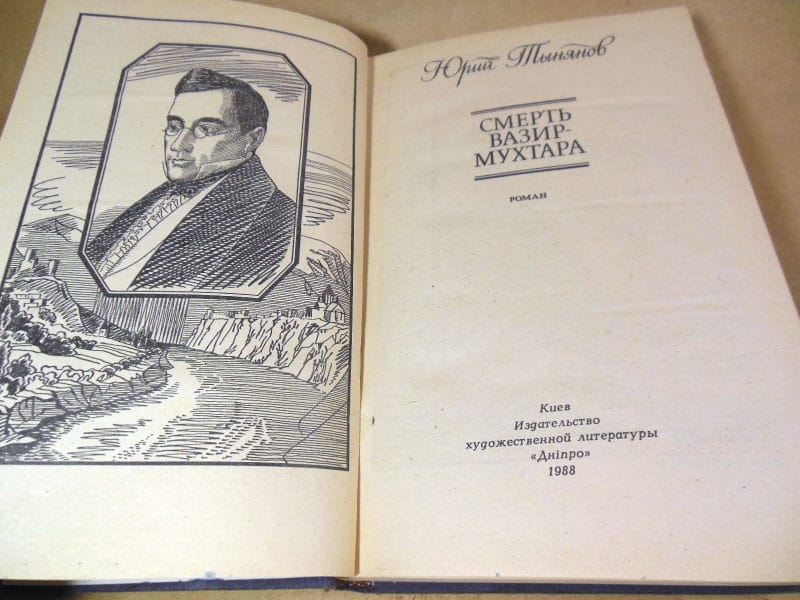 Юрий Тынянов
СМЕРТЬ
ВАЗИР-
МУХТАРА
РОМАН
Киев
Издательство
художественной литературы
«Дніпро»
1988